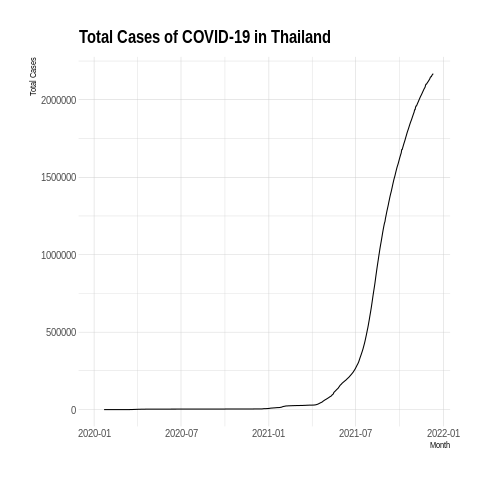 Total Cases of COVID-19 in Thailand
Total Cases
2000000
1500000
1000000
500000
0
2020-01 2020-07 2021-01 2021-07 2022-01
Month